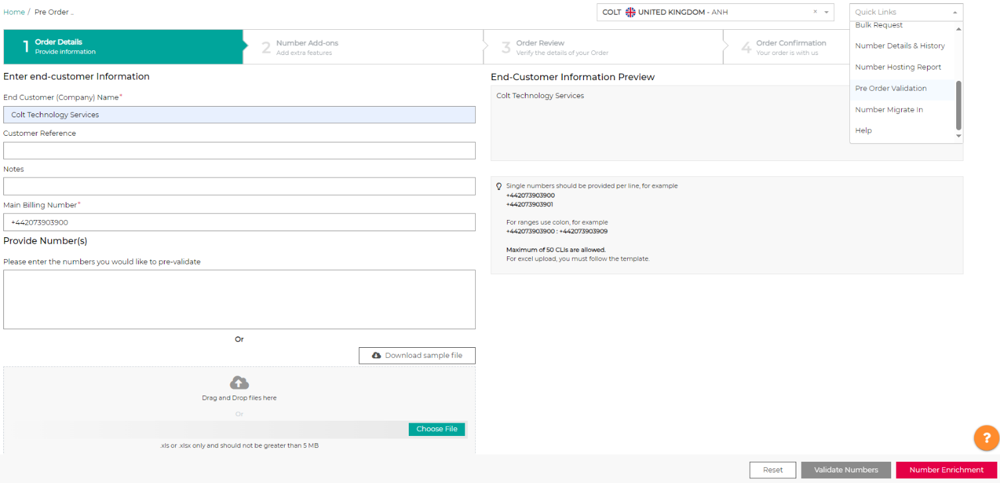 Home / Pre Order ..
COLT UNITED KINGDOM - ANH × 
Quick Links
Bulk Request
Number Details & History
Number Hosting Report
Pre Order Validation
Number Migrate In
Help
1 Order Details
Provide information
2 Number Add-ons
Add extra features
3 Order Review
Verify the details of your Order
4 Order Confirmation
Your order is with us
Enter end-customer Information
End Customer (Company) Name*
Colt Technology Services
Customer Reference
Notes
Main Billing Number*
+442073903900
Provide Number(s)
Please enter the numbers you would like to pre-validate
Or
Download sample file
Drag and Drop files here
Or
Choose File
.xls or .xlsx only and should not be greater than 5 MB
End-Customer Information Preview
Colt Technology Services
Single numbers should be provided per line, for example
+442073903900
+442073903901
For ranges use colon, for example
+442073903900 : +442073903909
Maximum of 50 CLIs are allowed.
For excel upload, you must follow the template.
?
Reset
Validate Numbers
Number Enrichment